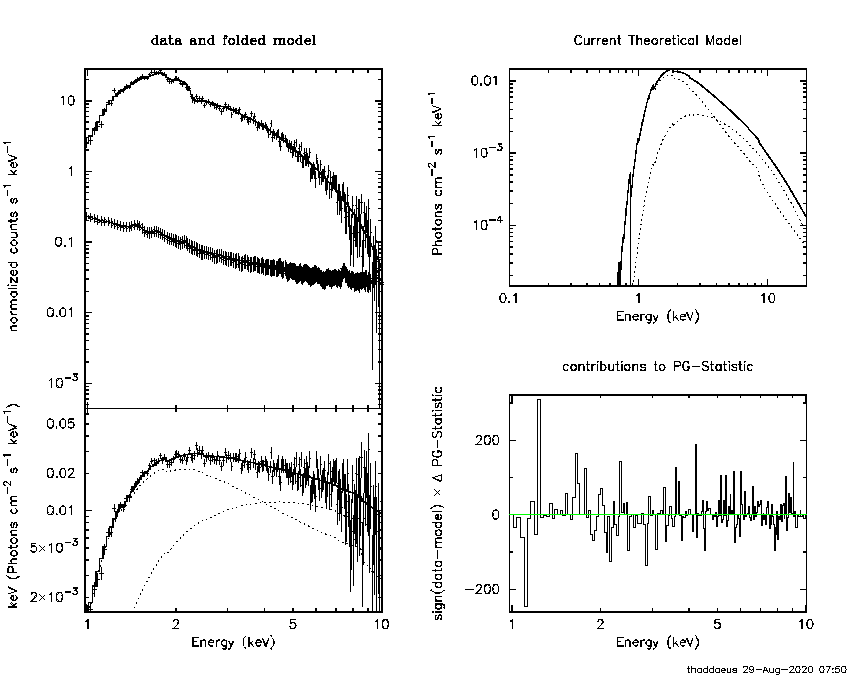 data and folded model
normalized counts s⁻¹ keV⁻¹
10
1
0.1
0.01
10⁻³
keV (Photons cm⁻² s⁻¹ keV⁻¹)
0.05
0.02
0.01
5×10⁻³
2×10⁻³
1 2 5 10
Energy (keV)
Current Theoretical Model
Photons cm⁻² s⁻¹ keV⁻¹
0.01
10⁻³
10⁻⁴
0.1 1 10
Energy (keV)
contributions to PG−Statistic
sign(data−model) × Δ PG−Statistic
200
0
−200
1 2 5 10
Energy (keV)
thaddaeus 29−Aug−2020 07:50